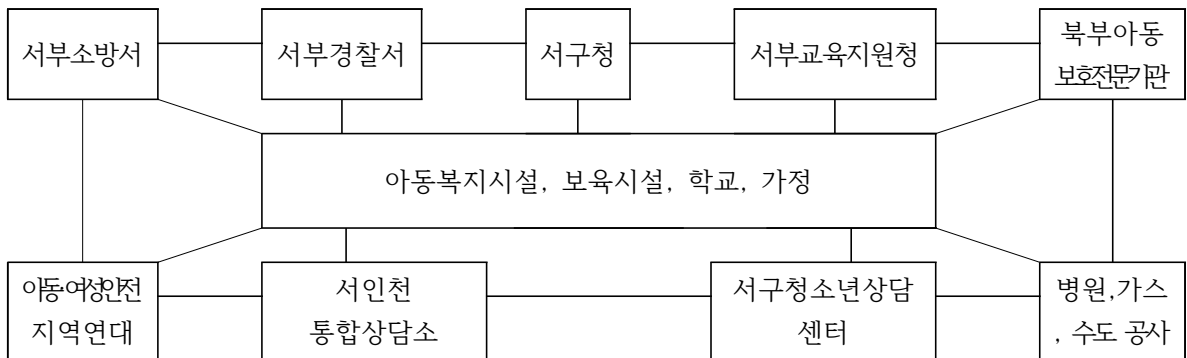 서부소방서
서부경찰서
서구청
서부교육지원청
북부아동
보호전문기관
아동복지시설, 보육시설, 학교, 가정
아동·여성안전
지역연대
서인천
통합상담소
서구청소년상담
센터
병원,가스
, 수도 공사